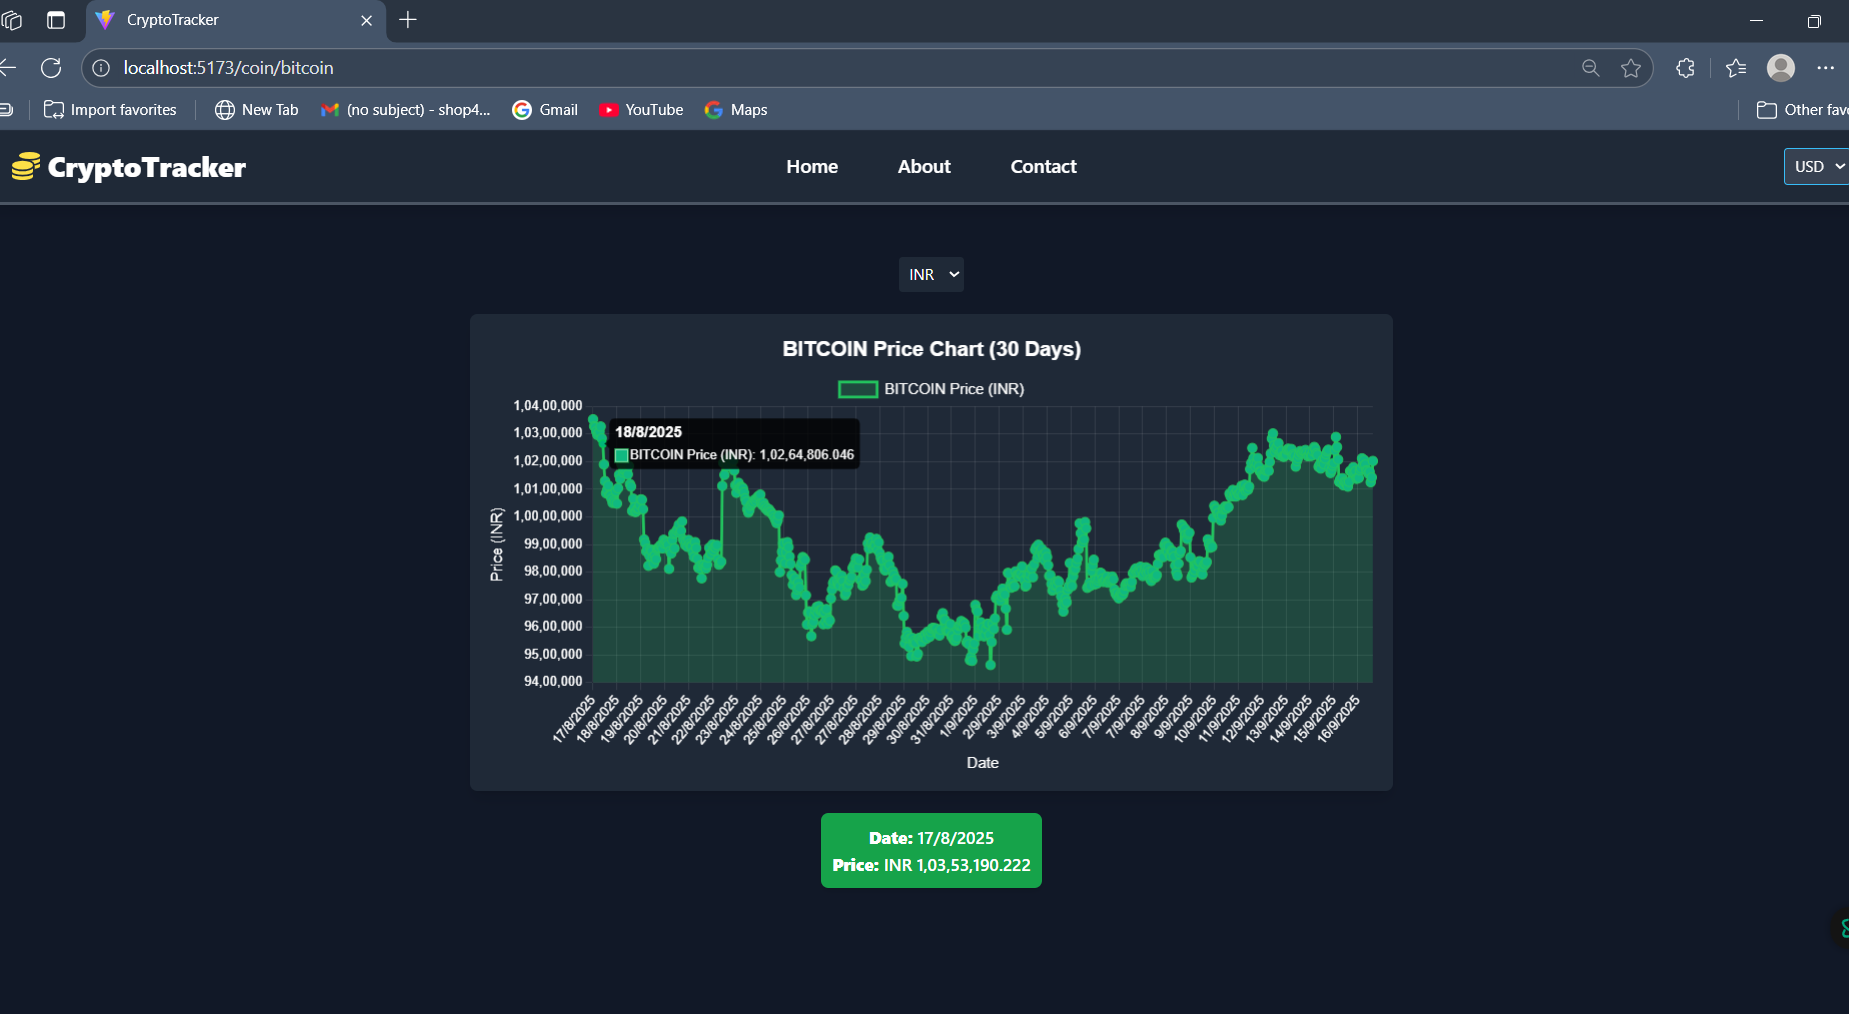 CryptoTracker
localhost:5173/coin/bitcoin
Import favorites
New Tab
(no subject) - shop4...
Gmail
YouTube
Maps
Other fav
CryptoTracker
Home
About
Contact
USD
INR
BITCOIN Price Chart (30 Days)
BITCOIN Price (INR)
1,04,00,000
1,03,00,000
1,02,00,000
1,01,00,000
1,00,00,000
99,00,000
98,00,000
97,00,000
96,00,000
95,00,000
94,00,000
Price (INR)
18/8/2025
BITCOIN Price (INR): 1,02,64,806.046
17/8/2025
18/8/2025
19/8/2025
20/8/2025
21/8/2025
22/8/2025
23/8/2025
24/8/2025
25/8/2025
26/8/2025
27/8/2025
27/8/2025
28/8/2025
29/8/2025
30/8/2025
31/8/2025
1/9/2025
2/9/2025
3/9/2025
4/9/2025
5/9/2025
6/9/2025
7/9/2025
7/9/2025
8/9/2025
9/9/2025
10/9/2025
11/9/2025
12/9/2025
13/9/2025
14/9/2025
15/9/2025
16/9/2025
Date
Date: 17/8/2025
Price: INR 1,03,53,190.222